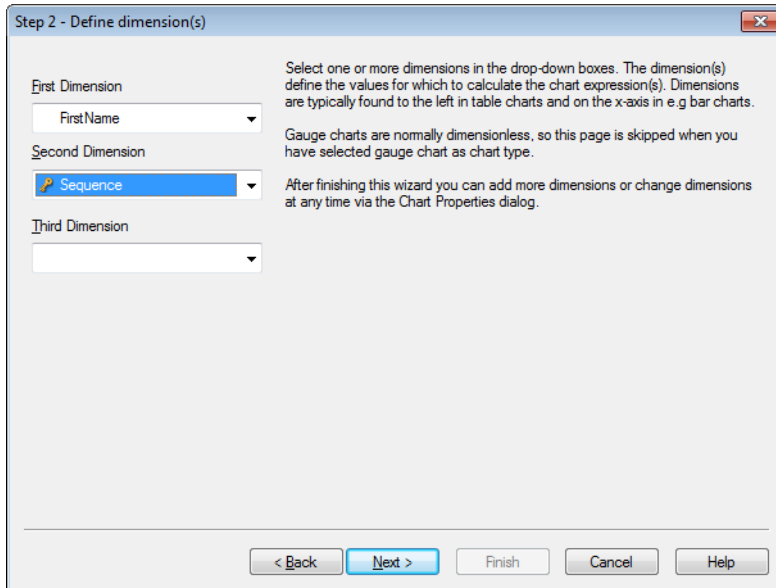 Step 2 - Define dimension(s)
First Dimension
FirstName
Second Dimension
Sequence
Third Dimension
Select one or more dimensions in the drop-down boxes. The dimension(s)
define the values for which to calculate the chart expression(s). Dimensions
are typically found to the left in table charts and on the x-axis in e.g bar charts.
Gauge charts are normally dimensionless, so this page is skipped when you
have selected gauge chart as chart type.
After finishing this wizard you can add more dimensions or change dimensions
at any time via the Chart Properties dialog.
< Back
Next >
Finish
Cancel
Help